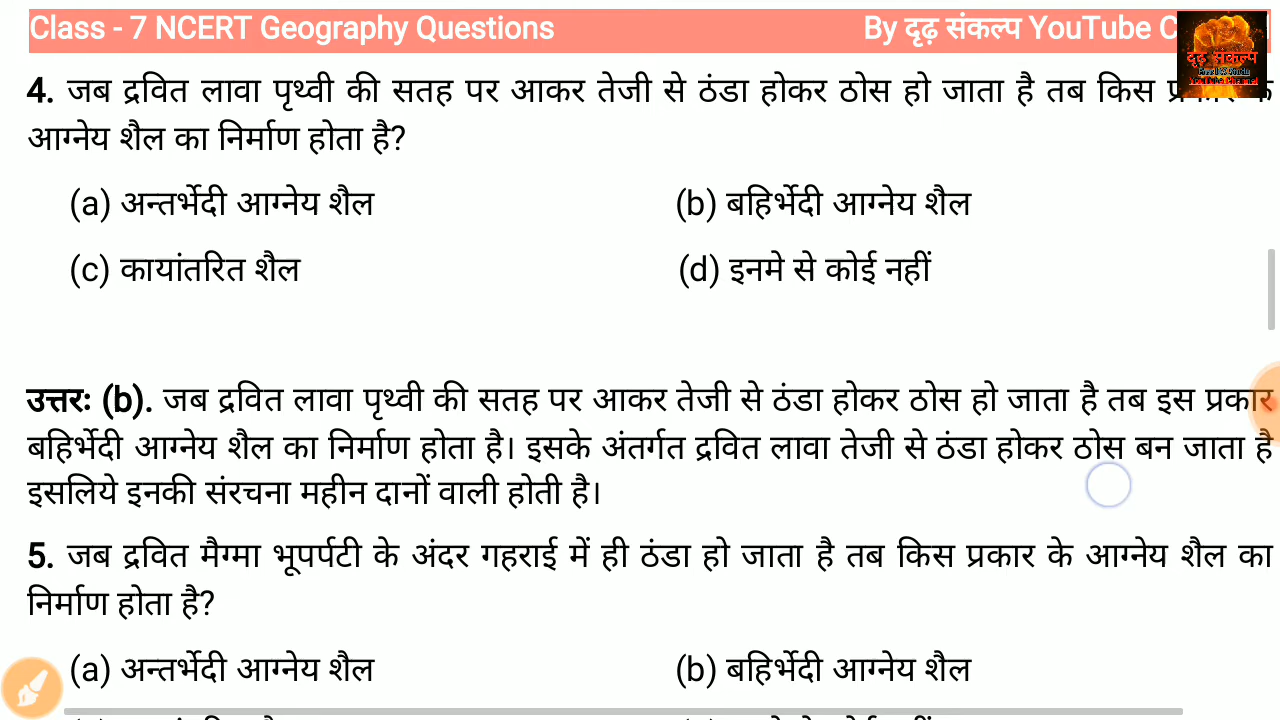 Class - 7 NCERT Geography Questions By दृढ़ संकल्प YouTube
दृढ़ संकल्प
4. जब द्रवित लावा पृथ्वी की सतह पर आकर तेजी से ठंडा होकर ठोस हो जाता है तब किस
आग्नेय शैल का निर्माण होता है?
(a) अन्तर्भेदी आग्नेय शैल (b) बहिर्भेदी आग्नेय शैल
(c) कायांतरित शैल (d) इनमे से कोई नहीं
उत्तरः (b). जब द्रवित लावा पृथ्वी की सतह पर आकर तेजी से ठंडा होकर ठोस हो जाता है तब इस प्रकार
बहिर्भेदी आग्नेय शैल का निर्माण होता है। इसके अंतर्गत द्रवित लावा तेजी से ठंडा होकर ठोस बन जाता है
इसलिये इनकी संरचना महीन दानों वाली होती है।
5. जब द्रवित मैग्मा भूपर्पटी के अंदर गहराई में ही ठंडा हो जाता है तब किस प्रकार के आग्नेय शैल का
निर्माण होता है?
(a) अन्तर्भेदी आग्नेय शैल (b) बहिर्भेदी आग्नेय शैल